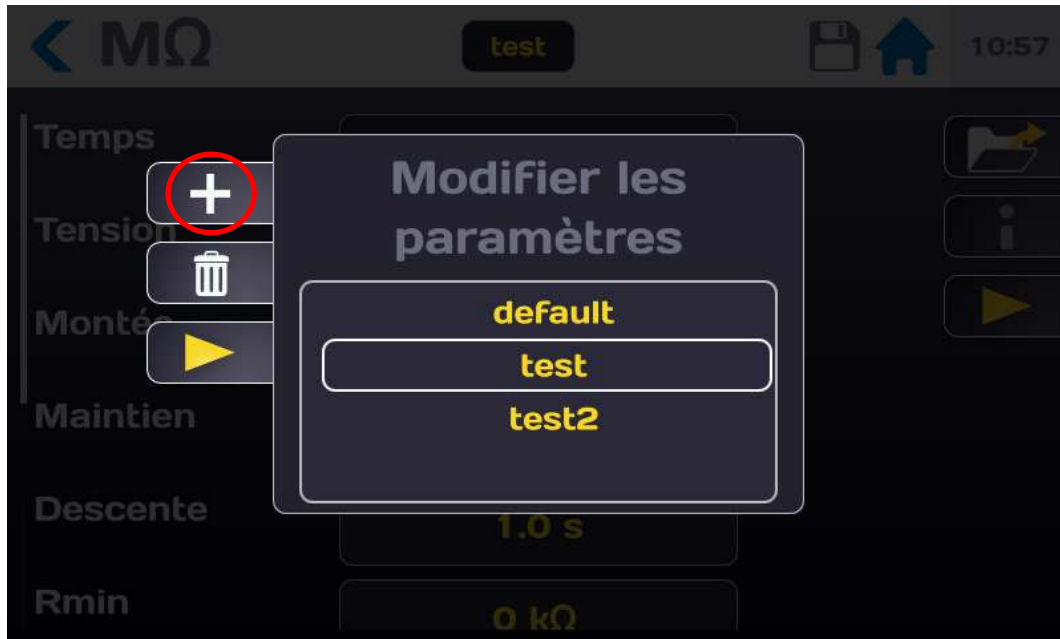 MΩ
test
10:57
Temps
Tension
Montée
Maintien
Descente
1.0 s
Rmin
0 kΩ
Modifier les
paramètres
default
test
test2